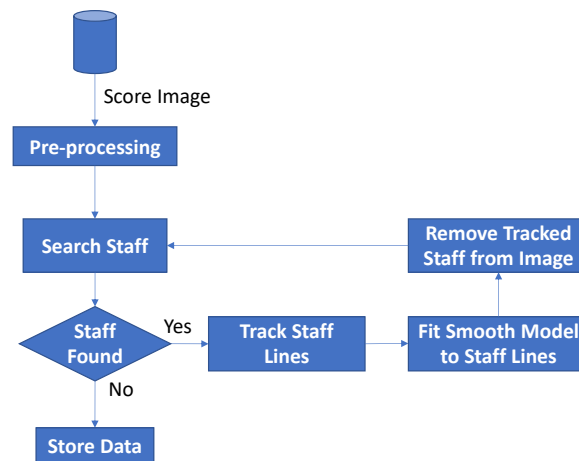 Score Image
Pre-processing
Search Staff
Remove Tracked
Staff from Image
Staff
Found
Yes
Track Staff
Lines
Fit Smooth Model
to Staff Lines
No
Store Data